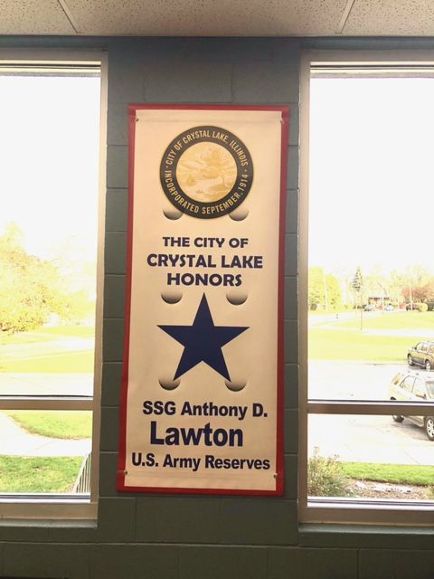 CITY OF CRYSTAL LAKE, ILLINOIS
INCORPORATED SEPTEMBER, 1914
THE CITY OF
CRYSTAL LAKE
HONORS
SSG Anthony D.
Lawton
U.S. Army Reserves